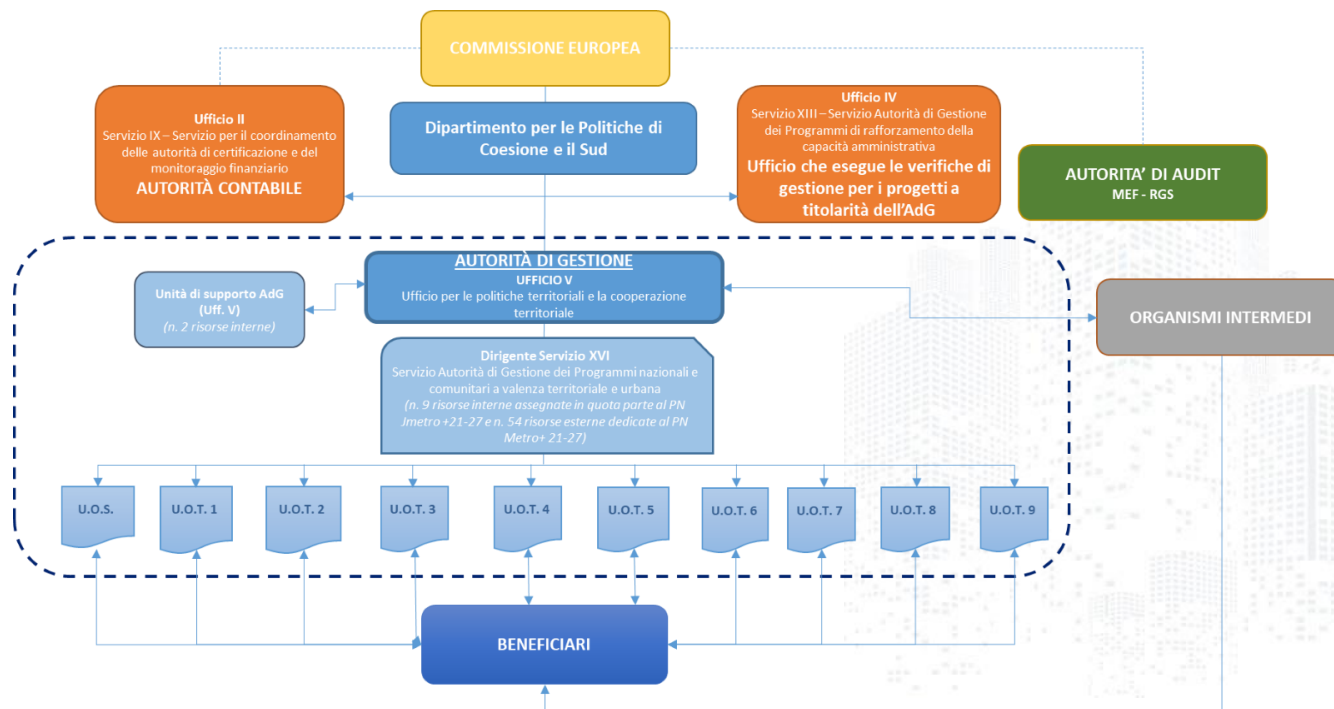 COMMISSIONE EUROPEA
Ufficio II
Servizio IX – Servizio per il coordinamento
delle autorità di certificazione e del
monitoraggio finanziario
AUTORITÀ CONTABILE
Dipartimento per le Politiche di
Coesione e il Sud
Ufficio IV
Servizio XIII – Servizio Autorità di Gestione
dei Programmi di rafforzamento della
capacità amministrativa
Ufficio che esegue le verifiche di
gestione per i progetti a
titolarità dell'AdG
AUTORITA' DI AUDIT
MEF - RGS
Unità di supporto AdG
(Uff. V)
(n. 2 risorse interne)
AUTORITÀ DI GESTIONE
UFFICIO V
Ufficio per le politiche territoriali e la cooperazione
territoriale
ORGANISMI INTERMEDI
Dirigente Servizio XVI
Servizio Autorità di Gestione dei Programmi nazionali e
comunitari a valenza territoriale e urbana
(n. 9 risorse interne assegnate in quota parte al PN
Jmetro +21-27 e n. 54 risorse esterne dedicate al PN
Metro+ 21-27)
U.O.S.
U.O.T. 1
U.O.T. 2
U.O.T. 3
U.O.T. 4
U.O.T. 5
U.O.T. 6
U.O.T. 7
U.O.T. 8
U.O.T. 9
BENEFICIARI